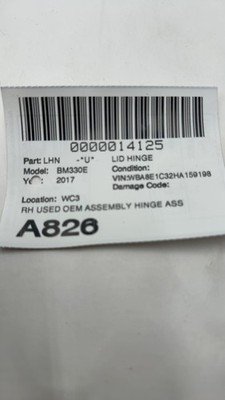 0000014125
Part: LHN -*U* LID HINGE
Model: BM330E Condition:
2017 VIN:WBA8E1C32HA159198
Damage Code:
Location: WC3
RH USED OEM ASSEMBLY HINGE ASS
A826